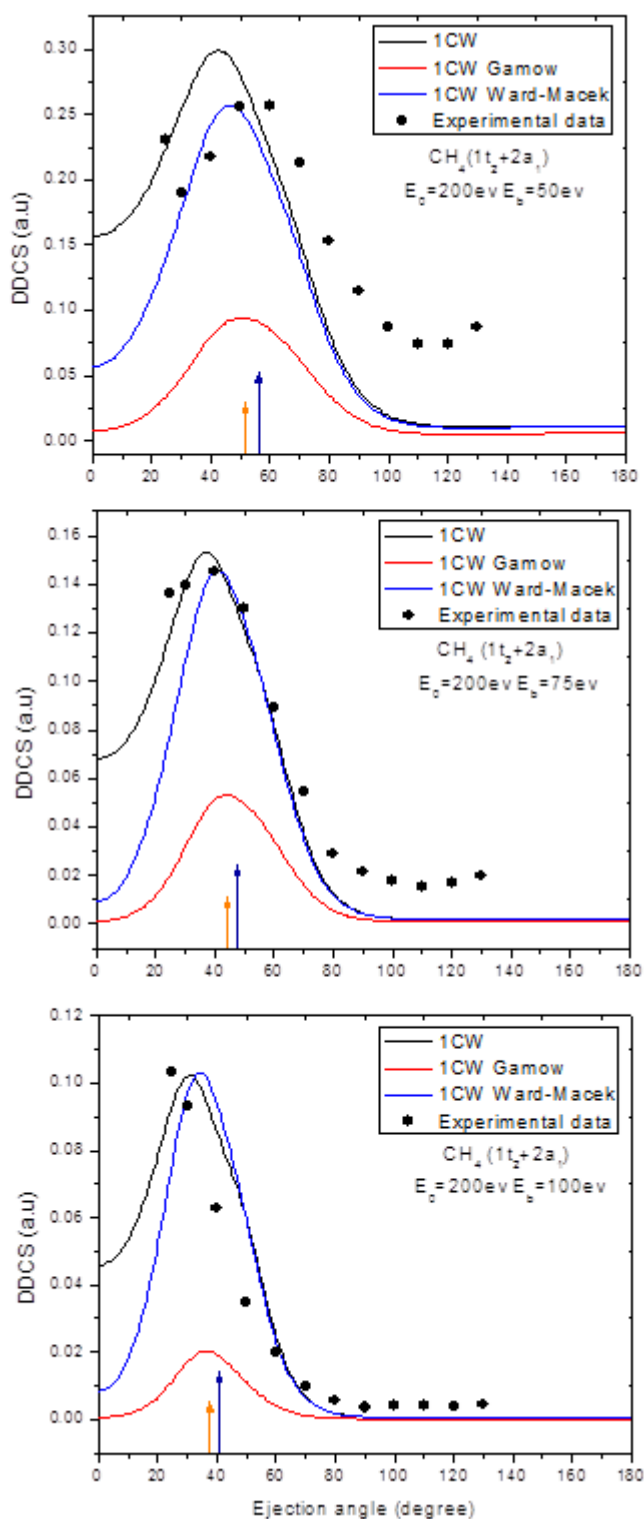 0.30
0.25
0.20
0.15
0.10
0.05
0.00
DDCS (a.u)
1CW
1CW Gamow
1CW Ward-Macek
Experimental data
CH₄(1t₂+2a₁)
E₀=200ev E_b=50ev
0 20 40 60 80 100 120 140 160 180
0.16
0.14
0.12
0.10
0.08
0.06
0.04
0.02
0.00
DDCS (a.u)
1CW
1CW Gamow
1CW Ward-Macek
Experimental data
CH₄ (1t₂+2a₁)
E₀=200ev E_b=75ev
0 20 40 60 80 100 120 140 160 180
0.12
0.10
0.08
0.06
0.04
0.02
0.00
DDCS (a.u)
1CW
1CW Gamow
1CW Ward-Macek
Experimental data
CH₄ (1t₂+2a₁)
E₀=200ev E_b=100ev
0 20 40 60 80 100 120 140 160 180
Ejection angle (degree)